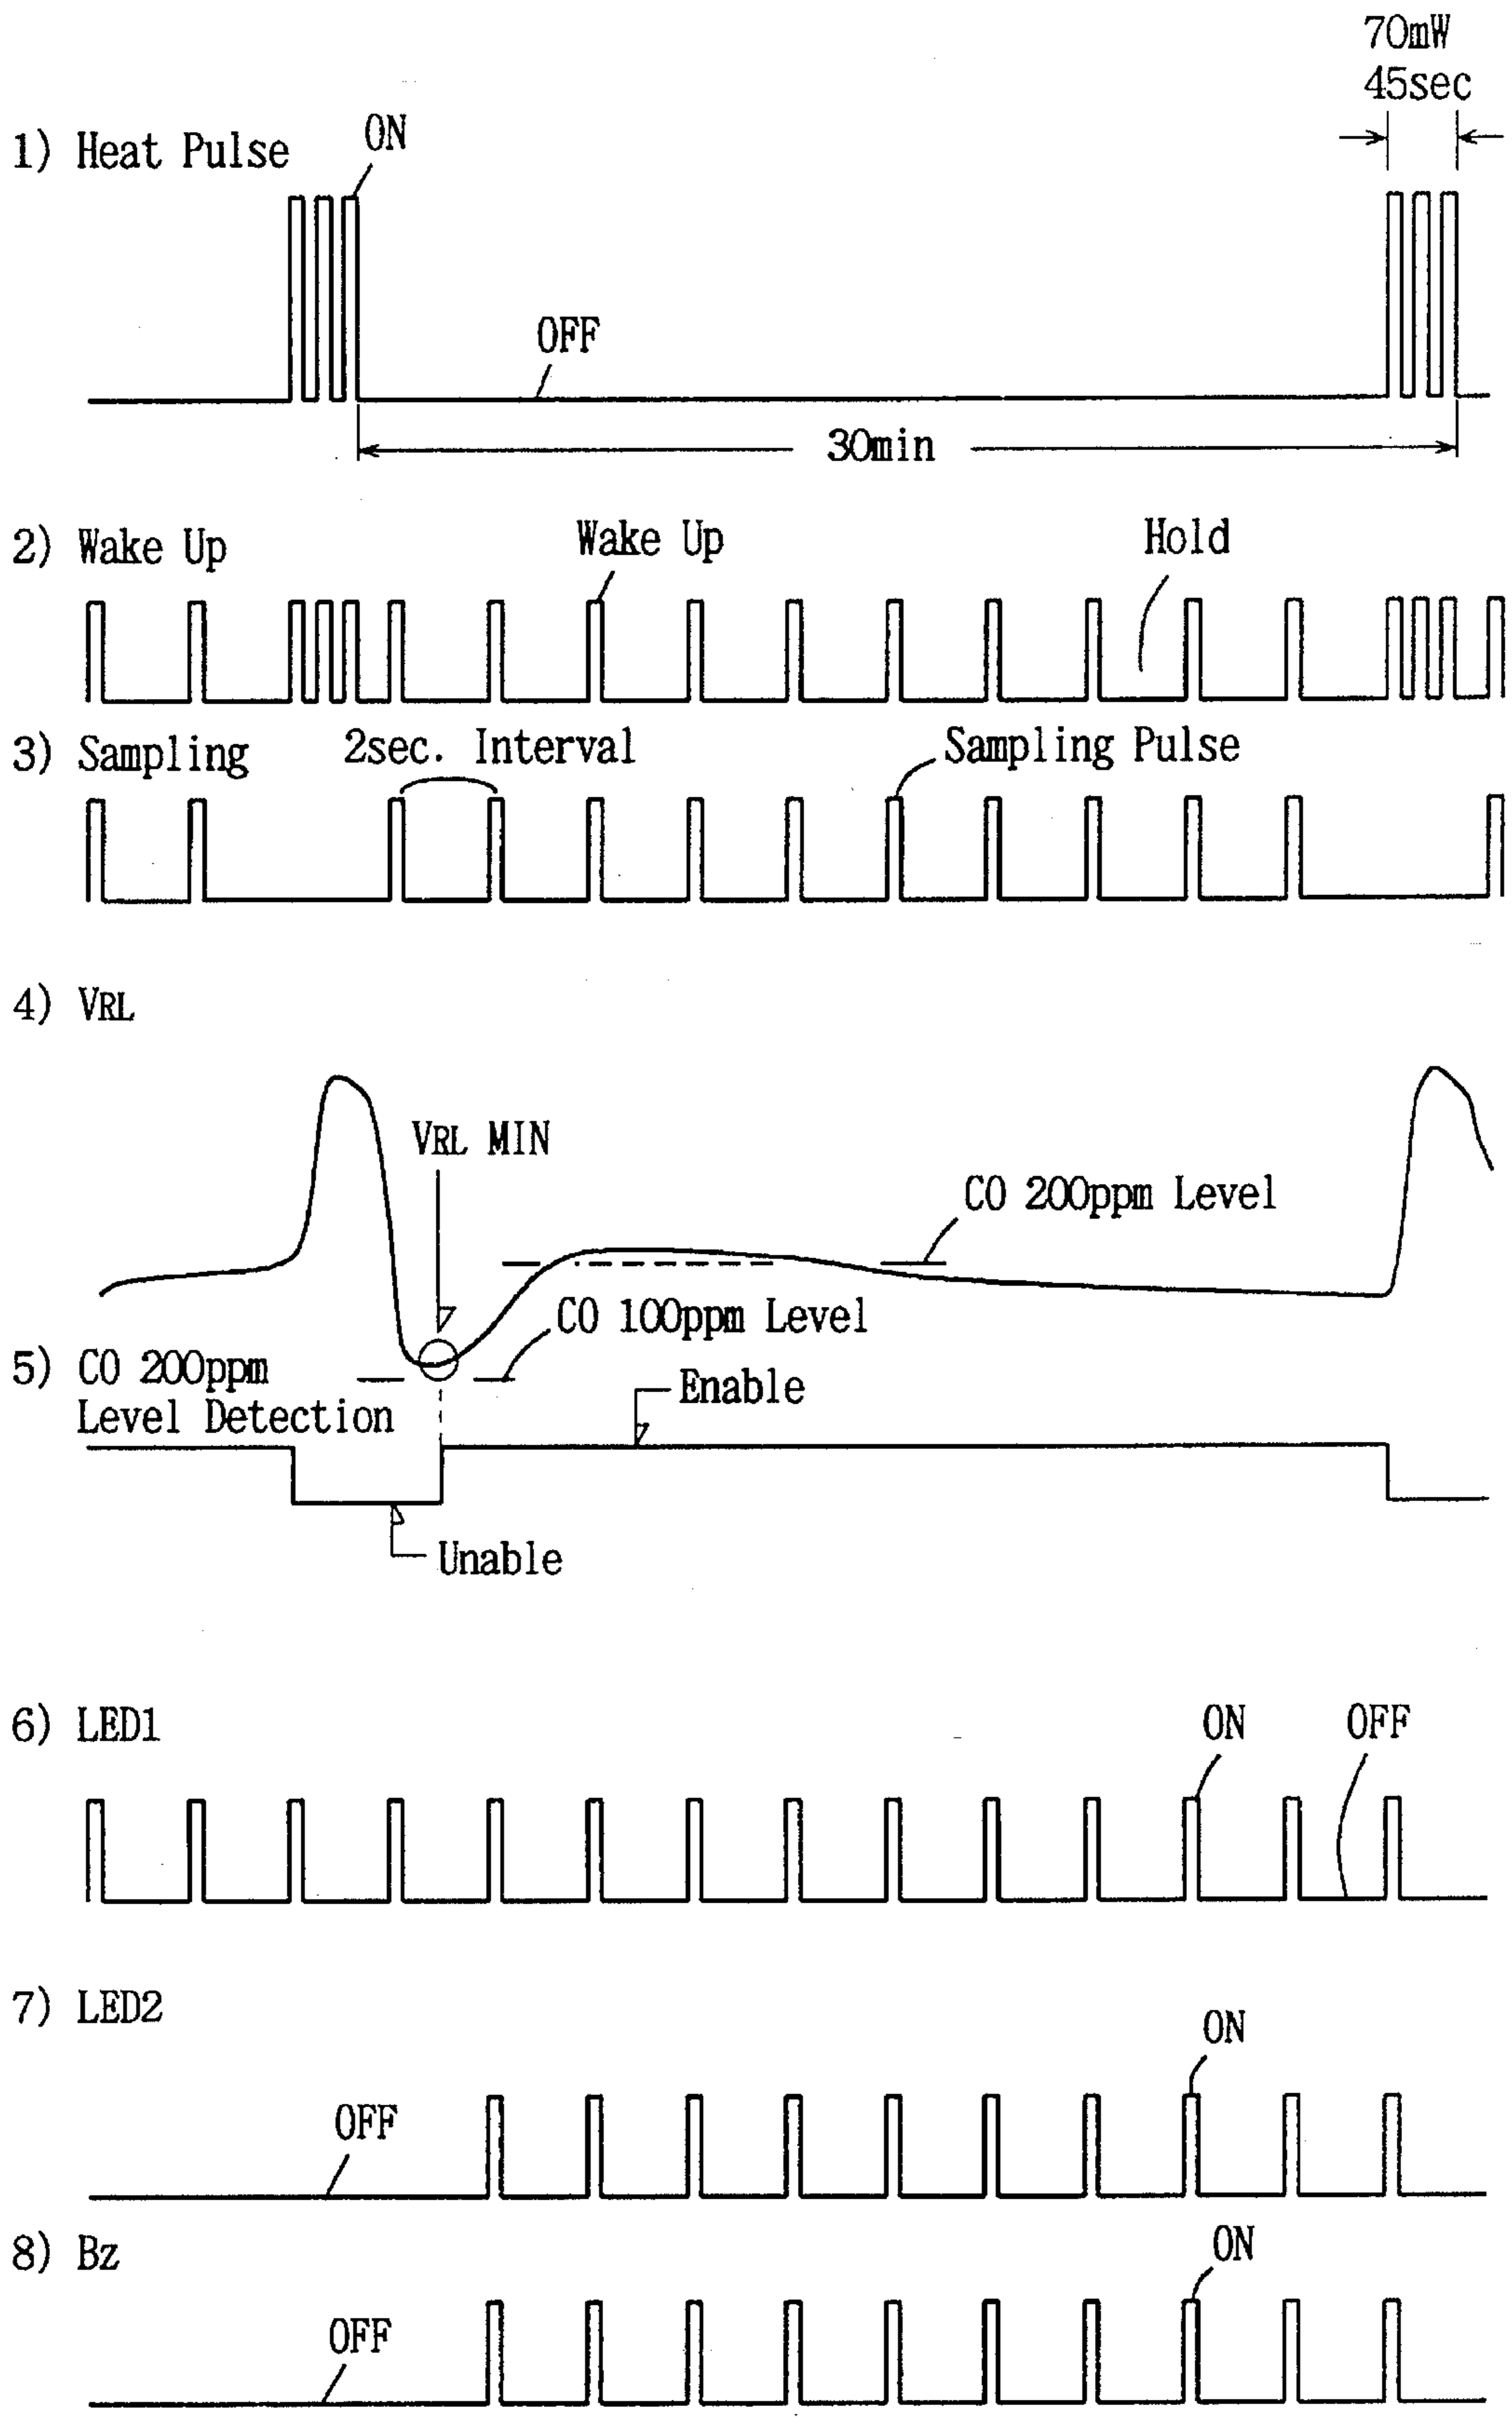 70mW
45sec
1) Heat Pulse
ON
OFF
30min
2) Wake Up
Wake Up
Hold
3) Sampling
2sec. Interval
Sampling Pulse
4) VRL
VRL MIN
CO 200ppm Level
CO 100ppm Level
5) CO 200ppm
Level Detection
Enable
Unable
6) LED1
ON
OFF
7) LED2
ON
OFF
8) Bz
ON
OFF